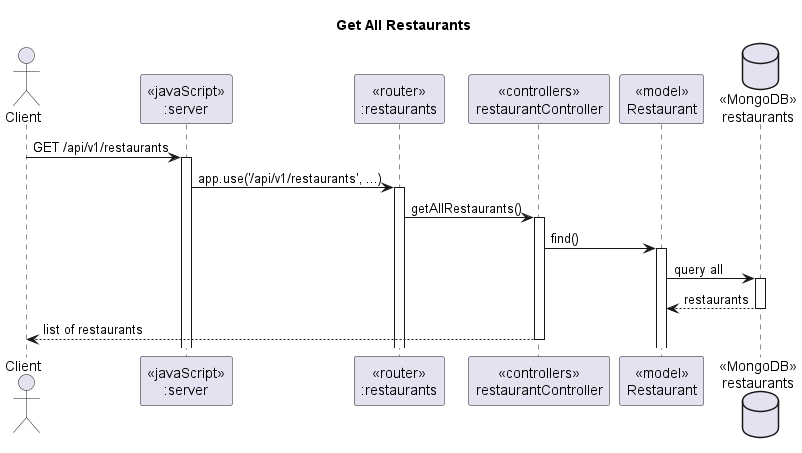 Get All Restaurants
Client
«javaScript»
:server
«router»
:restaurants
«controllers»
restaurantController
«model»
Restaurant
«MongoDB»
restaurants
GET /api/v1/restaurants
app.use('/api/v1/restaurants', ...)
getAllRestaurants()
find()
query all
restaurants
list of restaurants
Client
«javaScript»
:server
«router»
:restaurants
«controllers»
restaurantController
«model»
Restaurant
«MongoDB»
restaurants